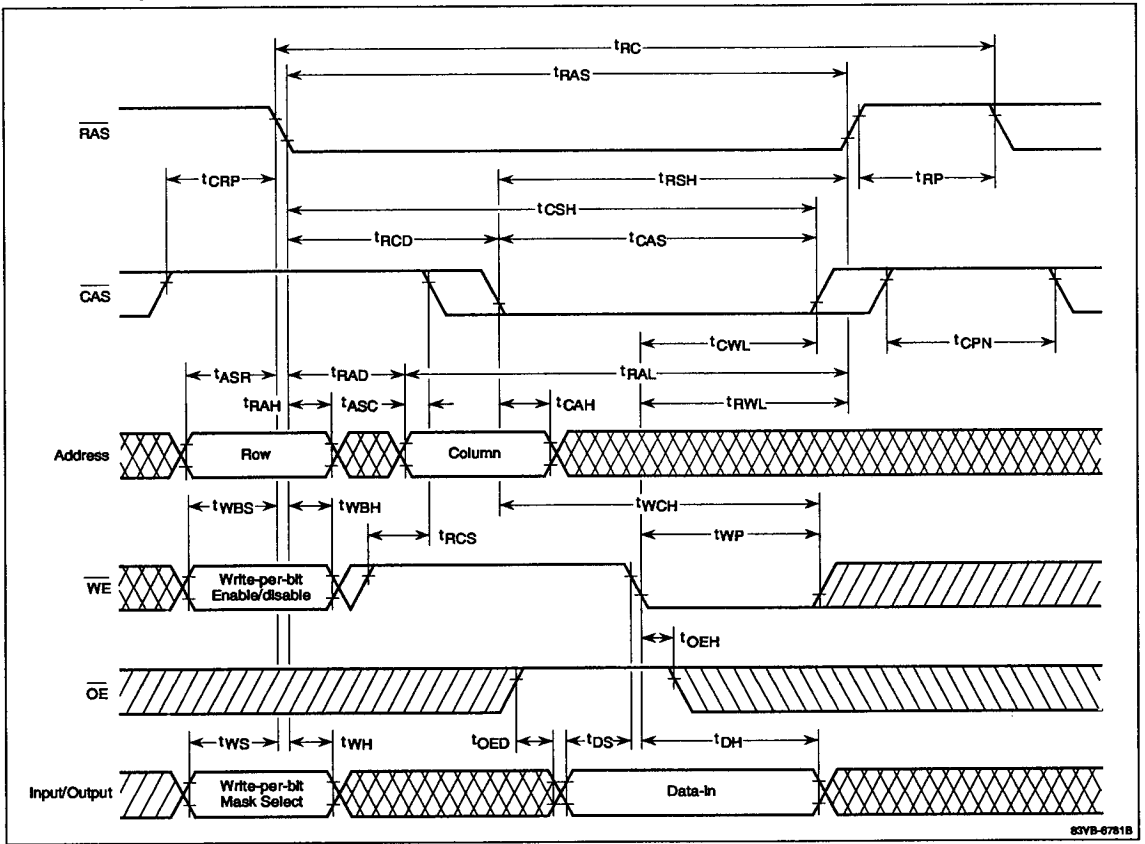 tRC
tRAS
RAS
tCRP
tRSH
tRP
tCSH
tRCD
tCAS
CAS
tCWL
tCPN
tASR
tRAD
tRAL
tRAH
tASC
tCAH
tRWL
Address
Row
Column
tWBS
tWBH
tWCH
tRCS
tWP
WE
Write-per-bit
Enable/disable
tOEH
OE
tWS
tWH
tOED
tDS
tDH
Input/Output
Write-per-bit
Mask Select
Data-in
83YB-6781B